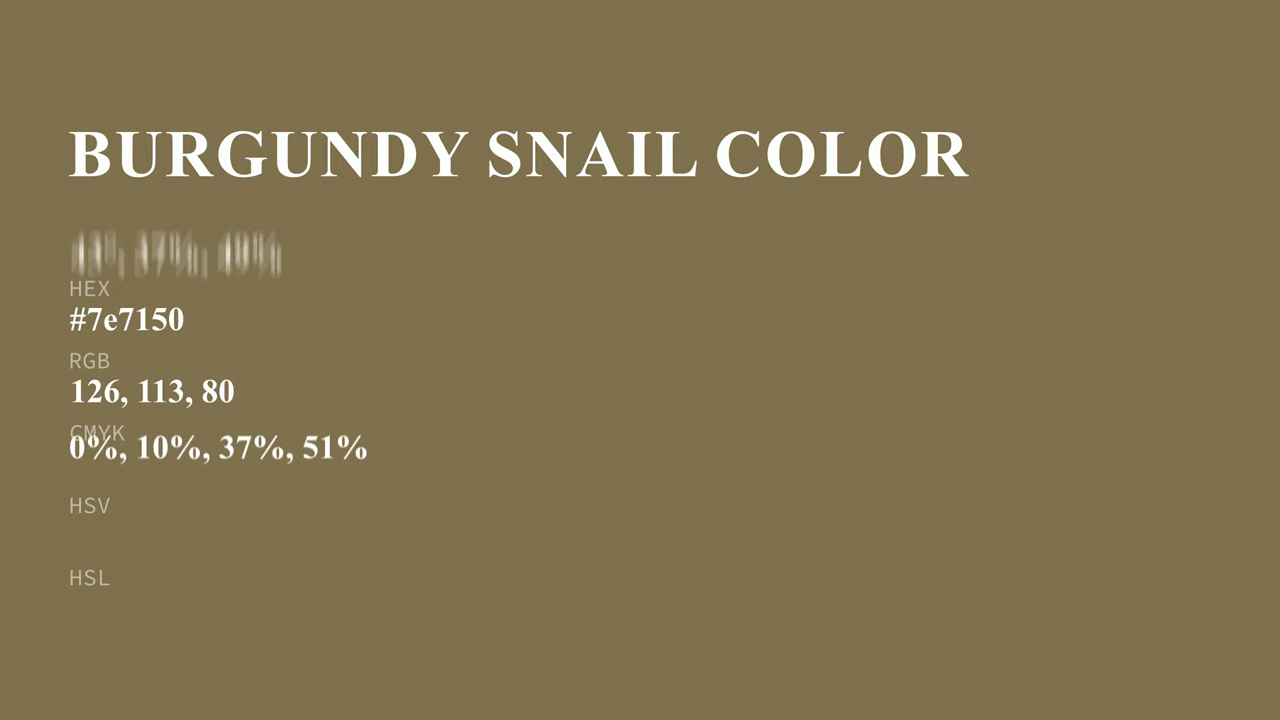 BURGUNDY SNAIL COLOR
HEX
#7e7150
RGB
126, 113, 80
CMYK
0%, 10%, 37%, 51%
HSV
HSL